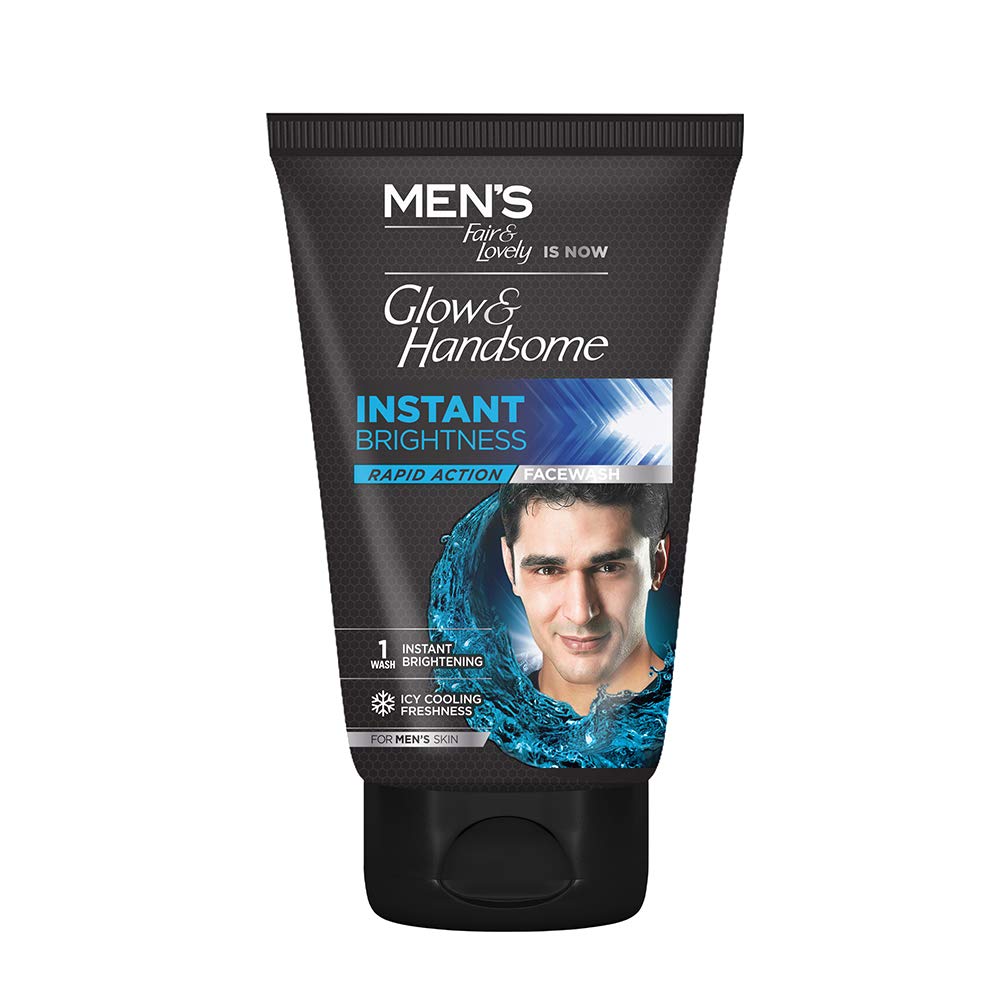 MEN'S
Fair &
Lovely IS NOW
Glow &
Handsome
INSTANT
BRIGHTNESS
RAPID ACTION FACEWASH
1 WASH INSTANT BRIGHTENING
ICY COOLING FRESHNESS
FOR MEN'S SKIN